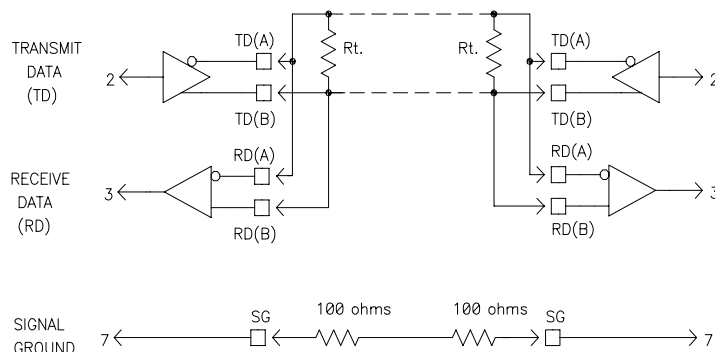 TD(A) Rt. Rt. TD(A)
TRANSMIT
DATA
(TD)
2 2
TD(B) TD(B)
RD(A) RD(A)
RECEIVE
DATA
(RD)
3 3
RD(B) RD(B)
SG 100 ohms 100 ohms SG
SIGNAL
GROUND
7 7